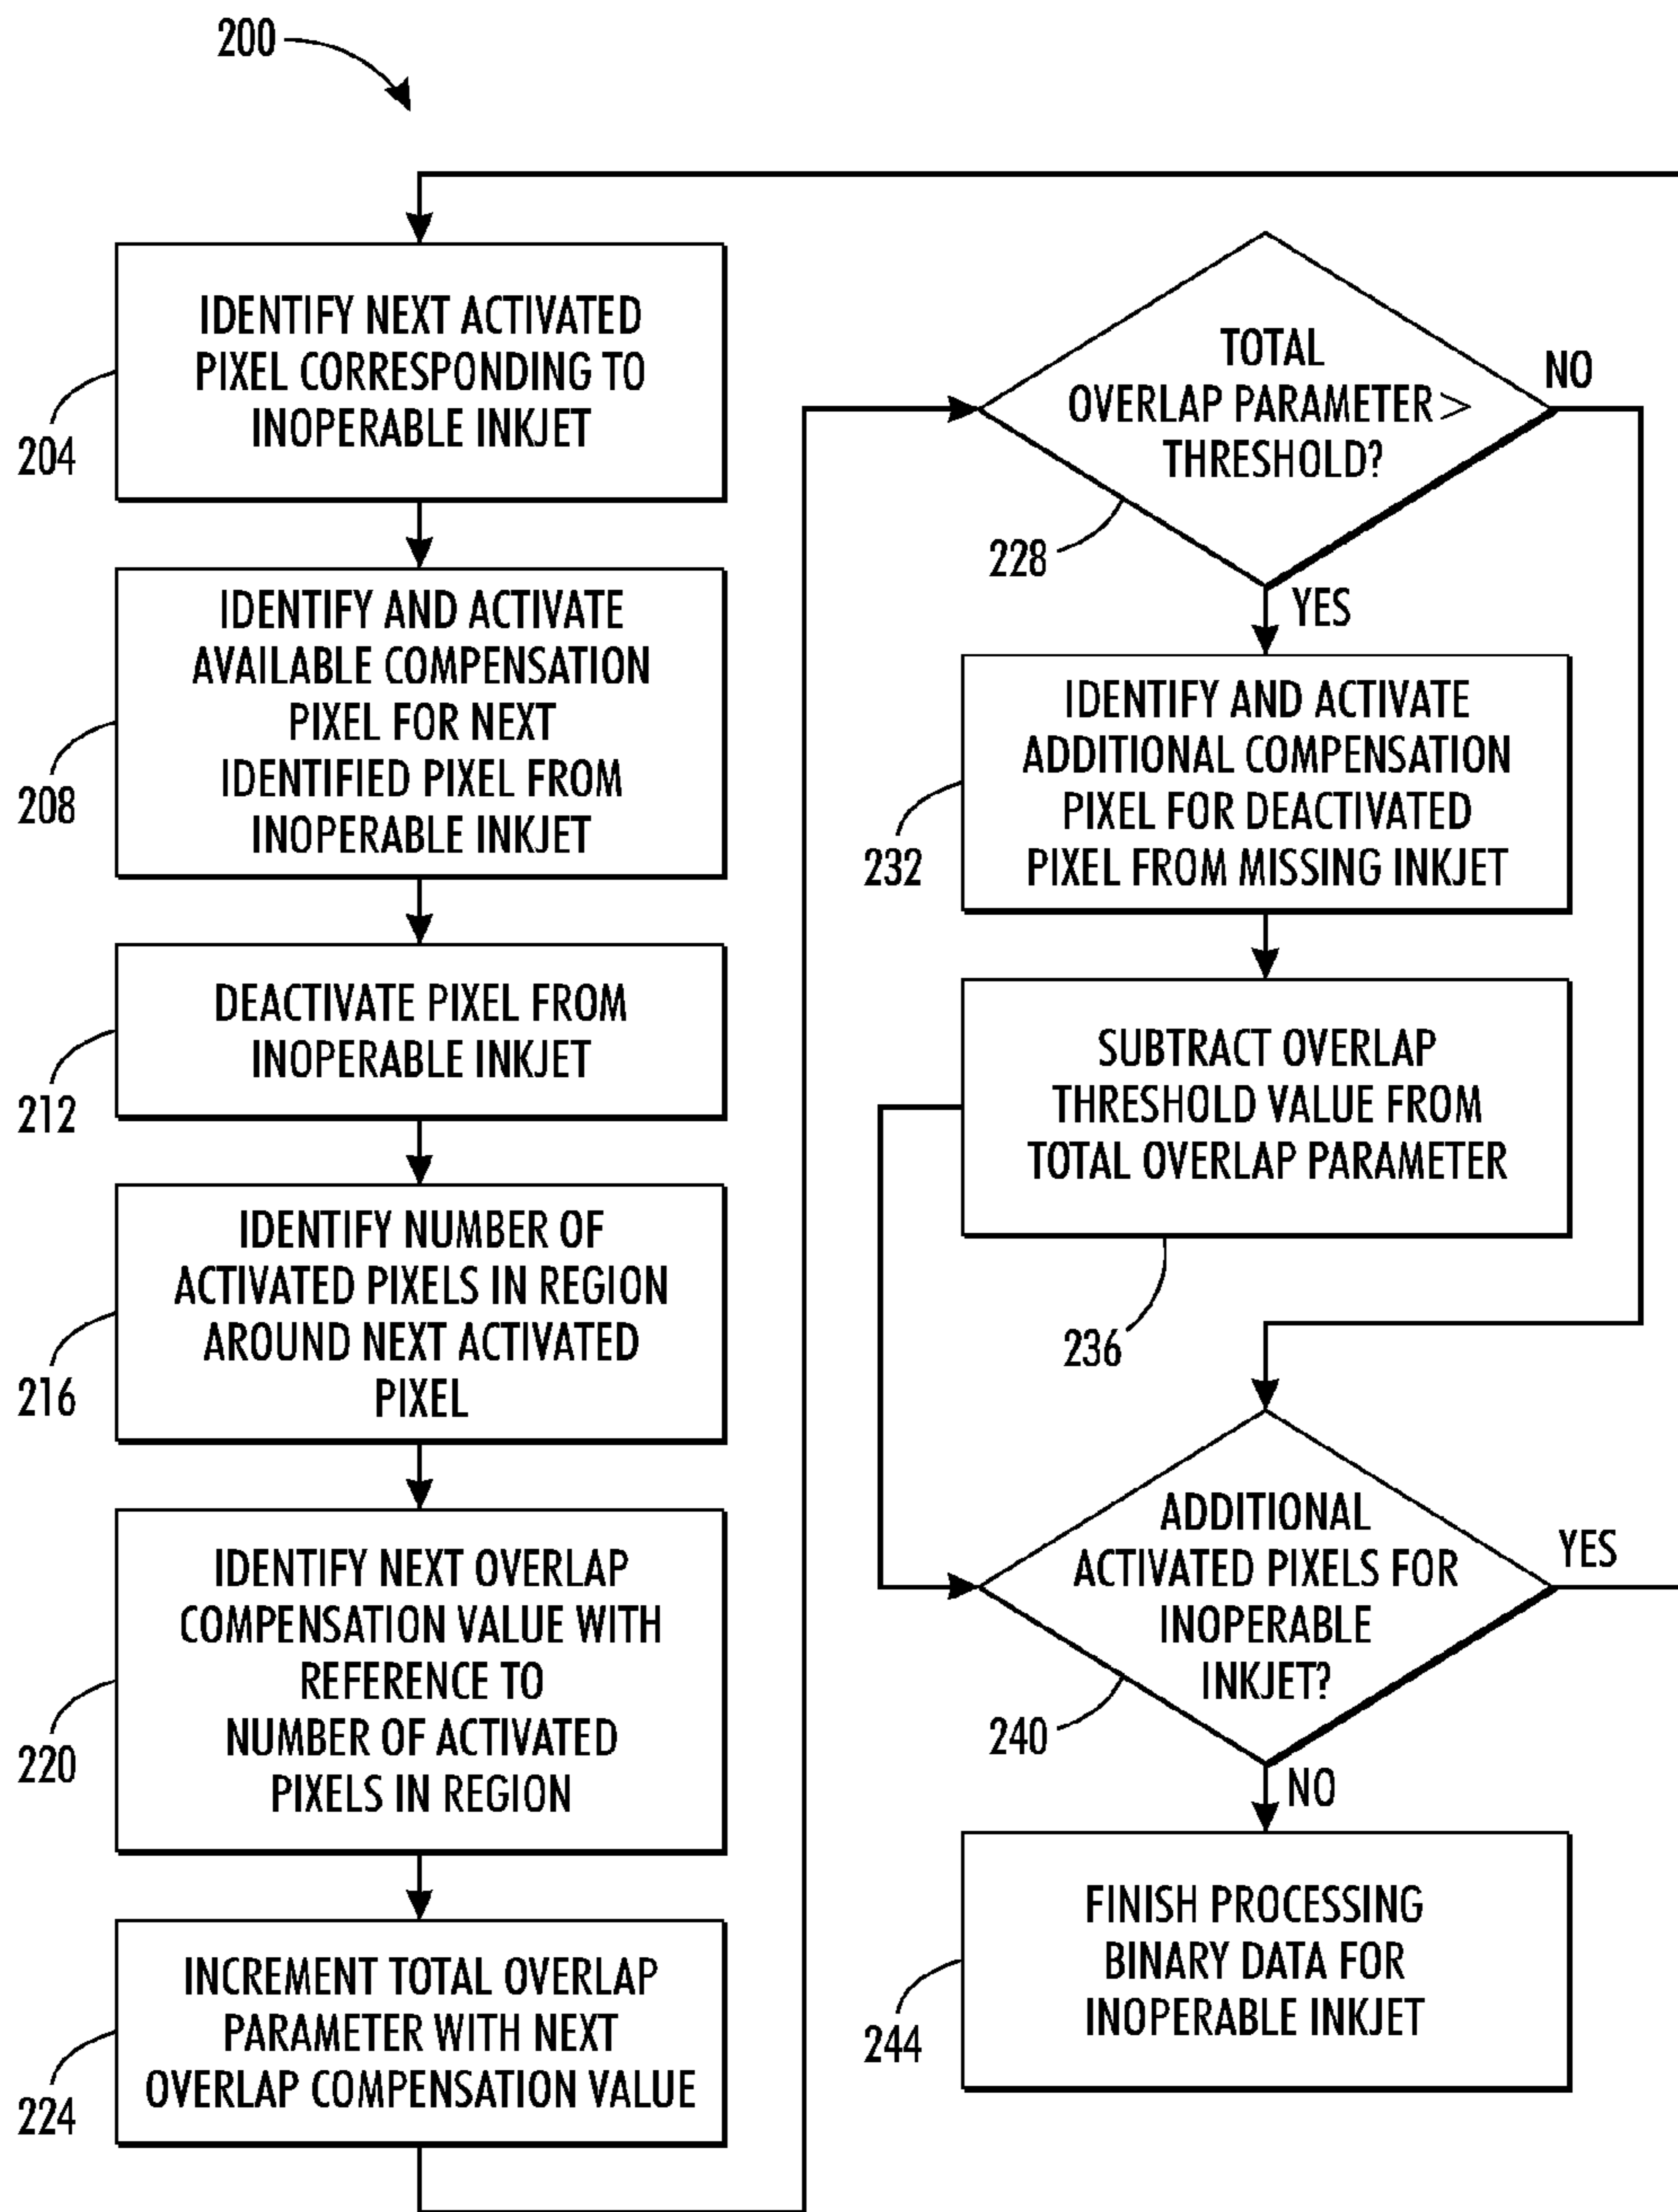 200
IDENTIFY NEXT ACTIVATED
PIXEL CORRESPONDING TO
INOPERABLE INKJET
204
IDENTIFY AND ACTIVATE
AVAILABLE COMPENSATION
PIXEL FOR NEXT
IDENTIFIED PIXEL FROM
INOPERABLE INKJET
208
DEACTIVATE PIXEL FROM
INOPERABLE INKJET
212
IDENTIFY NUMBER OF
ACTIVATED PIXELS IN REGION
AROUND NEXT ACTIVATED
PIXEL
216
IDENTIFY NEXT OVERLAP
COMPENSATION VALUE WITH
REFERENCE TO
NUMBER OF ACTIVATED
PIXELS IN REGION
220
INCREMENT TOTAL OVERLAP
PARAMETER WITH NEXT
OVERLAP COMPENSATION VALUE
224
TOTAL
OVERLAP PARAMETER >
THRESHOLD?
NO
228
YES
IDENTIFY AND ACTIVATE
ADDITIONAL COMPENSATION
PIXEL FOR DEACTIVATED
PIXEL FROM MISSING INKJET
232
SUBTRACT OVERLAP
THRESHOLD VALUE FROM
TOTAL OVERLAP PARAMETER
236
ADDITIONAL
ACTIVATED PIXELS FOR
INOPERABLE
INKJET?
YES
240
NO
FINISH PROCESSING
BINARY DATA FOR
INOPERABLE INKJET
244